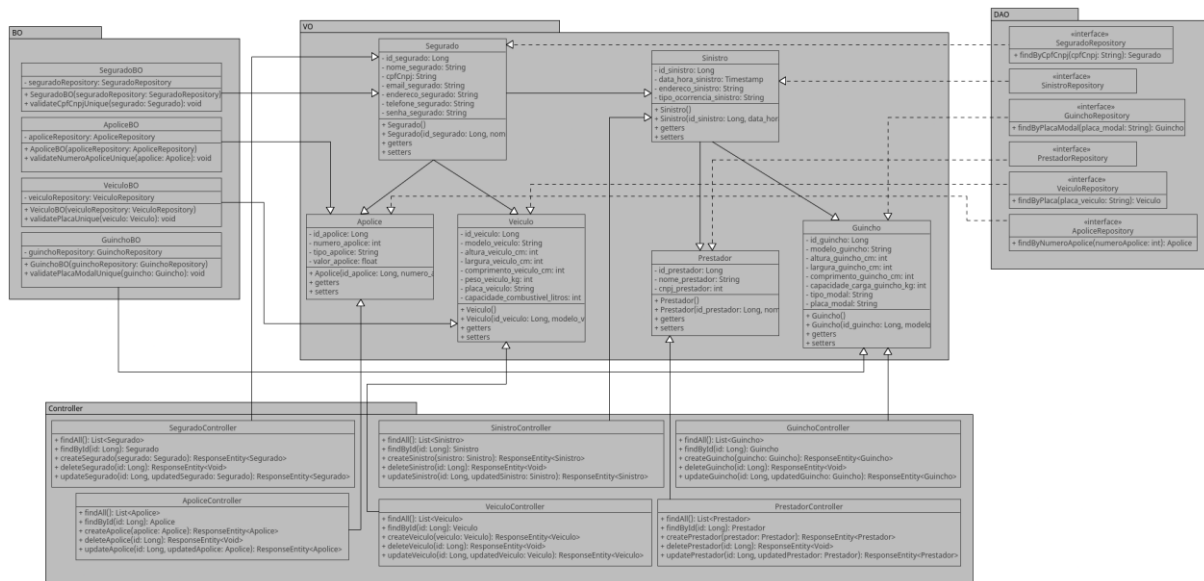 BO
SeguradoBO
- seguradoRepository: SeguradoRepository
+ SeguradoBO(seguradoRepository: SeguradoRepository)
+ validateCpfCnpjUnique(segurado: Segurado): void
ApoliceBO
- apoliceRepository: ApoliceRepository
+ ApoliceBO(apoliceRepository: ApoliceRepository)
+ validateNumeroApoliceUnique(apolice: Apolice): void
VeiculoBO
- veiculoRepository: VeiculoRepository
+ VeiculoBO(veiculoRepository: VeiculoRepository)
+ validatePlacaUnique(veiculo: Veiculo): void
GuinchoBO
- guinchoRepository: GuinchoRepository
+ GuinchoBO(guinchoRepository: GuinchoRepository)
+ validatePlacaModalUnique(guincho: Guincho): void
VO
Segurado
- id_segurado: Long
- nome_segurado: String
- cpfCnpj: String
- email_segurado: String
- endereco_segurado: String
- telefone_segurado: String
- senha_segurado: String
+ Segurado()
+ Segurado(id_segurado: Long, nom
+ getters
+ setters
Sinistro
- id_sinistro: Long
- data_hora_sinistro: Timestamp
- endereco_sinistro: String
- tipo_ocorrencia_sinistro: String
+ Sinistro()
+ Sinistro(id_sinistro: Long, data_hor
+ getters
+ setters
Apolice
- id_apolice: Long
- numero_apolice: int
- tipo_apolice: String
- valor_apolice: float
+ Apolice(id_apolice: Long, numero_a
+ getters
+ setters
Veiculo
- id_veiculo: Long
- modelo_veiculo: String
- altura_veiculo_cm: int
- largura_veiculo_cm: int
- comprimento_veiculo_cm: int
- peso_veiculo_kg: int
- placa_veiculo: String
- capacidade_combustivel_litros: int
+ Veiculo()
+ Veiculo(id_veiculo: Long, modelo_v
+ getters
+ setters
Prestador
- id_prestador: Long
- nome_prestador: String
- cnpj_prestador: int
+ Prestador()
+ Prestador(id_prestador: Long, nom
+ getters
+ setters
Guincho
- id_guincho: Long
- modelo_guincho: String
- altura_guincho_cm: int
- largura_guincho_cm: int
- comprimento_guincho_cm: int
- capacidade_carga_guincho_kg: int
- tipo_modal: String
- placa_modal: String
+ Guincho()
+ Guincho(id_guincho: Long, modelo
+ getters
+ setters
DAO
«interface»
SeguradoRepository
+ findByCpfCnpj(cpfCnpj: String): Segurado
«interface»
SinistroRepository
«interface»
GuinchoRepository
+ findByPlacaModal(placa_modal: String): Guincho
«interface»
PrestadorRepository
«interface»
VeiculoRepository
+ findByPlaca(placa_veiculo: String): Veiculo
«interface»
ApoliceRepository
+ findByNumeroApolice(numeroApolice: int): Apolice
Controller
SeguradoController
+ findAll(): List<Segurado>
+ findById(id: Long): Segurado
+ createSegurado(segurado: Segurado): ResponseEntity<Segurado>
+ deleteSegurado(id: Long): ResponseEntity<Void>
+ updateSegurado(id: Long, updatedSegurado: Segurado): ResponseEntity<Segurado>
SinistroController
+ findAll(): List<Sinistro>
+ findById(id: Long): Sinistro
+ createSinistro(sinistro: Sinistro): ResponseEntity<Sinistro>
+ deleteSinistro(id: Long): ResponseEntity<Void>
+ updateSinistro(id: Long, updatedSinistro: Sinistro): ResponseEntity<Sinistro>
GuinchoController
+ findAll(): List<Guincho>
+ findById(id: Long): Guincho
+ createGuincho(guincho: Guincho): ResponseEntity<Guincho>
+ deleteGuincho(id: Long): ResponseEntity<Void>
+ updateGuincho(id: Long, updatedGuincho: Guincho): ResponseEntity<Guincho>
ApoliceController
+ findAll(): List<Apolice>
+ findById(id: Long): Apolice
+ createApolice(apolice: Apolice): ResponseEntity<Apolice>
+ deleteApolice(id: Long): ResponseEntity<Void>
+ updateApolice(id: Long, updatedApolice: Apolice): ResponseEntity<Apolice>
VeiculoController
+ findAll(): List<Veiculo>
+ findById(id: Long): Veiculo
+ createVeiculo(veiculo: Veiculo): ResponseEntity<Veiculo>
+ deleteVeiculo(id: Long): ResponseEntity<Void>
+ updateVeiculo(id: Long, updatedVeiculo: Veiculo): ResponseEntity<Veiculo>
PrestadorController
+ findAll(): List<Prestador>
+ findById(id: Long): Prestador
+ createPrestador(prestador: Prestador): ResponseEntity<Prestador>
+ deletePrestador(id: Long): ResponseEntity<Void>
+ updatePrestador(id: Long, updatedPrestador: Prestador): ResponseEntity<Prestador>